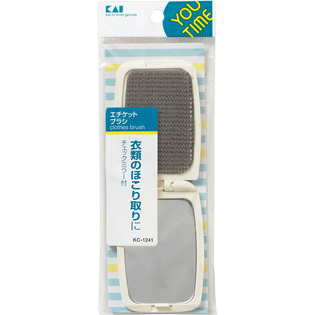 KAI
YOU
TIME
エチケット
ブラシ
clothes brush
衣類のほこり取りに
チェックミラー付
KC-1241